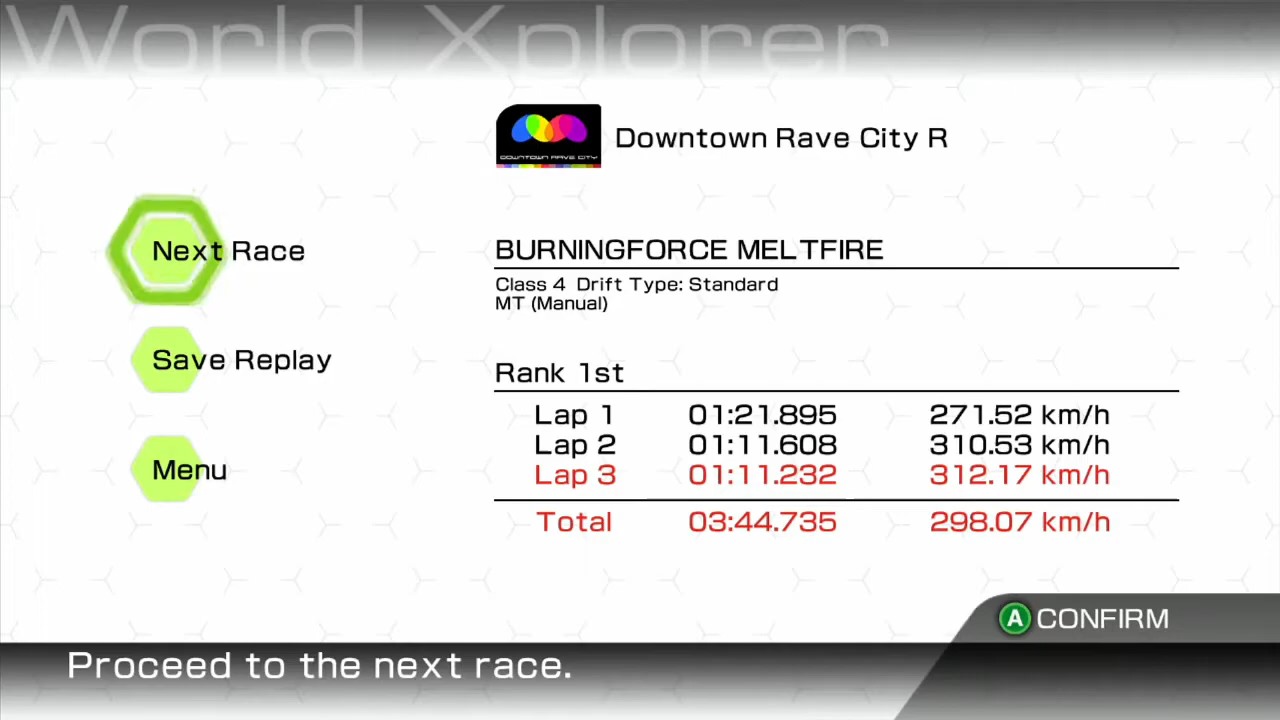 World Xplorer
DOWNTOWN RAVE CITY
Downtown Rave City R
Next Race
Save Replay
Menu
BURNINGFORCE MELTFIRE
Class 4 Drift Type: Standard
MT (Manual)
Rank 1st
Lap 1 01:21.895 271.52 km/h
Lap 2 01:11.608 310.53 km/h
Lap 3 01:11.232 312.17 km/h
Total 03:44.735 298.07 km/h
A CONFIRM
Proceed to the next race.